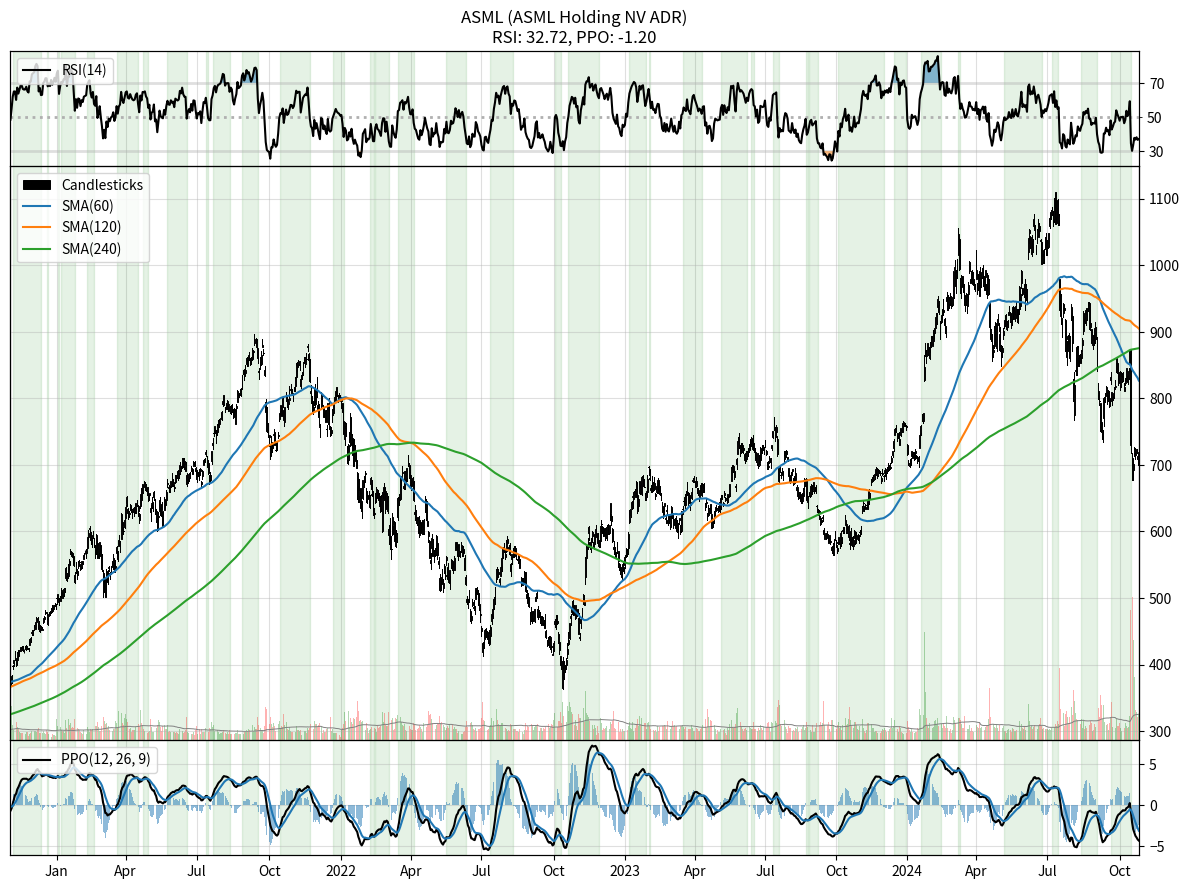 ASML (ASML Holding NV ADR)
RSI: 32.72, PPO: -1.20
RSI(14)
70
50
30
Candlesticks
SMA(60)
SMA(120)
SMA(240)
1100
1000
900
800
700
600
500
400
300
PPO(12, 26, 9)
5
0
−5
Jan Apr Jul Oct 2022 Apr Jul Oct 2023 Apr Jul Oct 2024 Apr Jul Oct